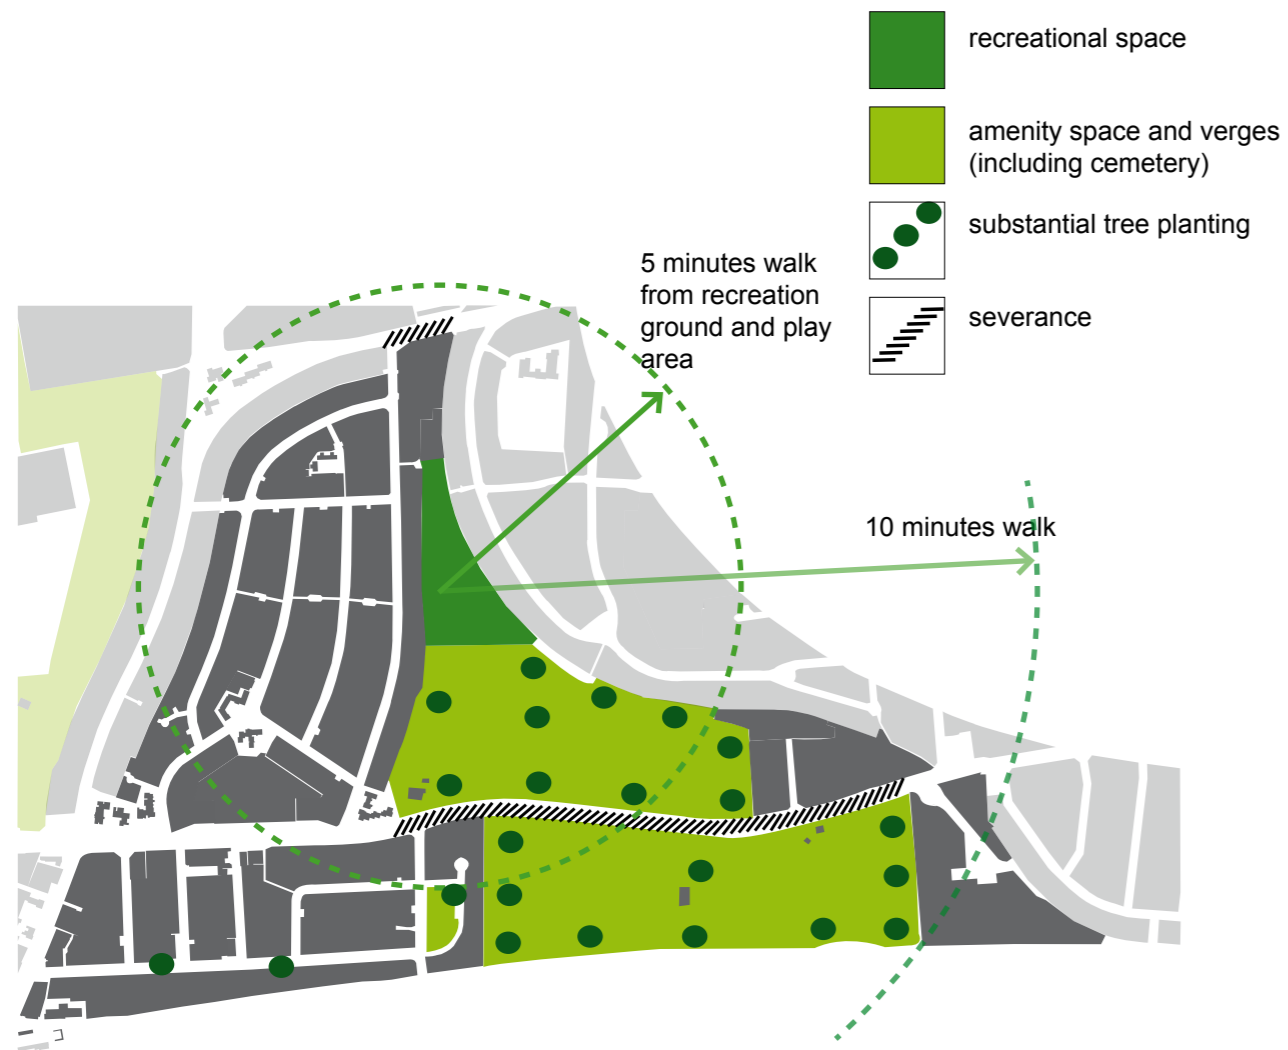 recreational space
amenity space and verges
(including cemetery)
substantial tree planting
severance
5 minutes walk
from recreation
ground and play
area
10 minutes walk